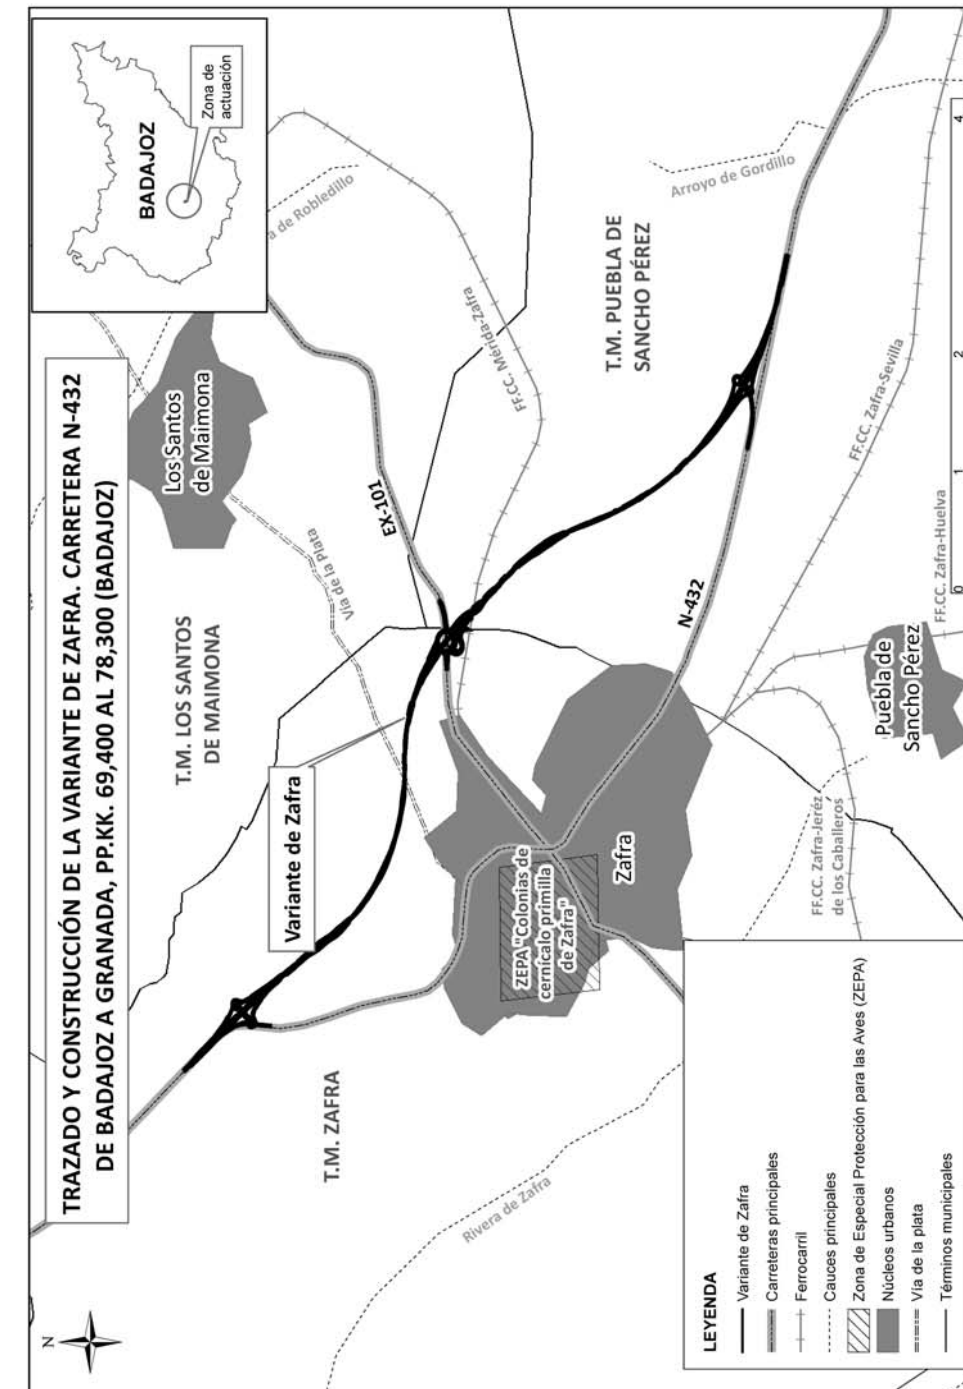 TRAZADO Y CONSTRUCCIÓN DE LA VARIANTE DE ZAFRA. CARRETERA N-432
DE BADAJOZ A GRANADA, PP.KK. 69,400 AL 78,300 (BADAJOZ)
BADAJOZ
Zona de
actuación
N
T.M. LOS SANTOS
DE MAIMONA
Los Santos
de Maimona
a de Robledillo
Vía de la Plata
EX-101
FF.CC. Mérida-Zafra
Variante de Zafra
T.M. PUEBLA DE
SANCHO PÉREZ
Arroyo de Gordillo
T.M. ZAFRA
Rivera de Zafra
ZEPA "Colonias de
cernícalo primilla
de Zafra"
Zafra
N-432
FF.CC. Zafra-Sevilla
FF.CC. Zafra-Huelva
FF.CC. Zafra-Jeréz
de los Caballeros
Puebla de
Sancho Pérez
0 1 2 4
LEYENDA
Variante de Zafra
Carreteras principales
Ferrocarril
Cauces principales
Zona de Especial Protección para las Aves (ZEPA)
Núcleos urbanos
Vía de la plata
Términos municipales